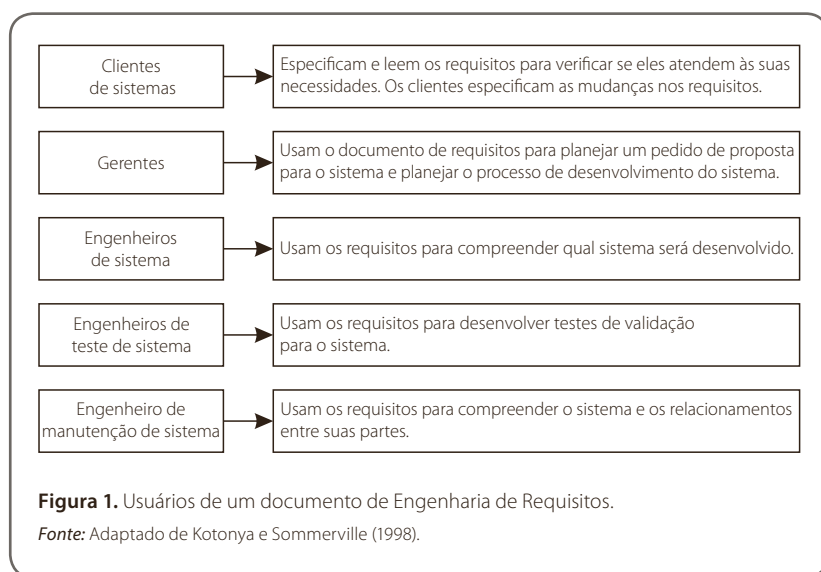 Clientes
de sistemas
Especificam e leem os requisitos para verificar se eles atendem às suas
necessidades. Os clientes especificam as mudanças nos requisitos.
Gerentes
Usam o documento de requisitos para planejar um pedido de proposta
para o sistema e planejar o processo de desenvolvimento do sistema.
Engenheiros
de sistema
Usam os requisitos para compreender qual sistema será desenvolvido.
Engenheiros de
teste de sistema
Usam os requisitos para desenvolver testes de validação
para o sistema.
Engenheiro de
manutenção de sistema
Usam os requisitos para compreender o sistema e os relacionamentos
entre suas partes.
Figura 1. Usuários de um documento de Engenharia de Requisitos.
Fonte: Adaptado de Kotonya e Sommerville (1998).